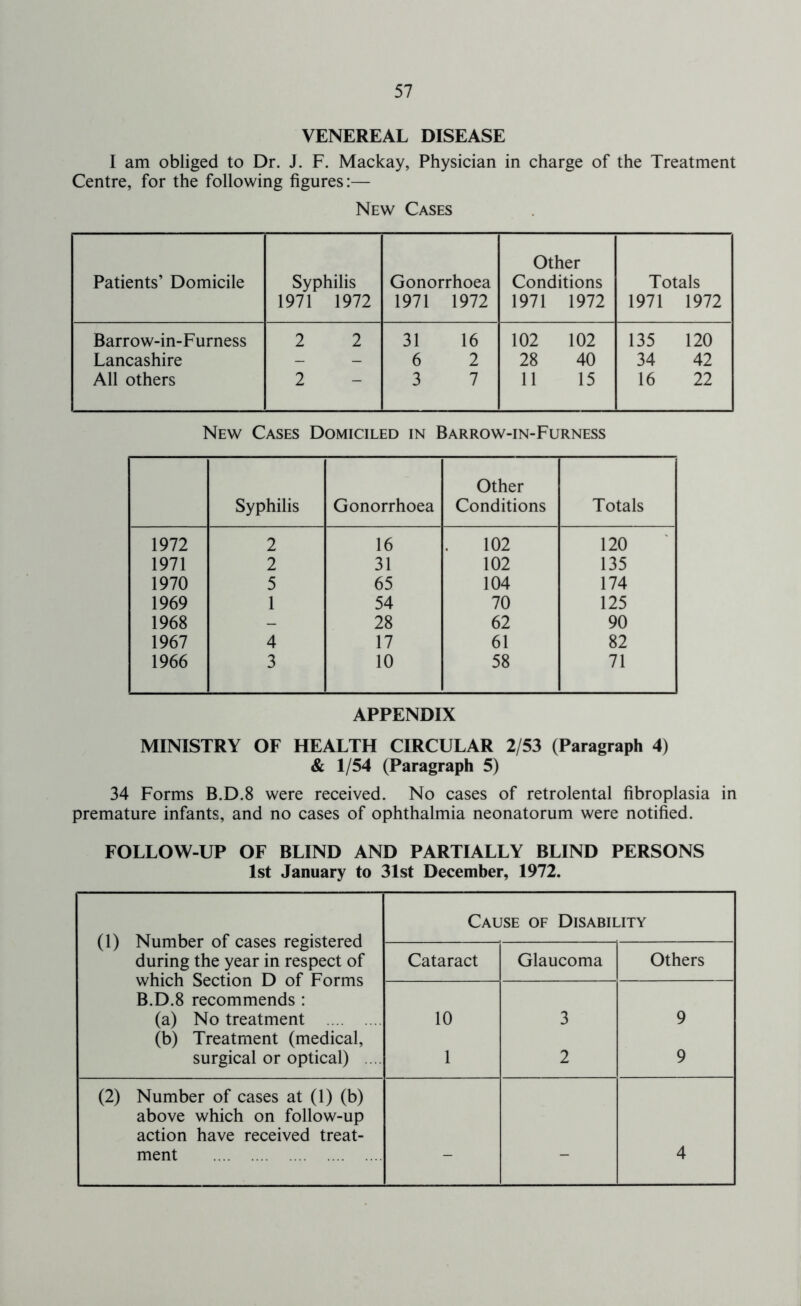 57
VENEREAL DISEASE
I am obliged to Dr. J. F. Mackay, Physician in charge of the Treatment
Centre, for the following figures:—
New Cases
Patients’ Domicile Syphilis Gonorrhoea Other Conditions Totals
1971 1972 1971 1972 1971 1972 1971 1972
Barrow-in-Furness 2 2 31 16 102 102 135 120
Lancashire – – 6 2 28 40 34 42
All others 2 – 3 7 11 15 16 22
New Cases Domiciled in Barrow-in-Furness
Syphilis Gonorrhoea Other Conditions Totals
1972 2 16 102 120
1971 2 31 102 135
1970 5 65 104 174
1969 1 54 70 125
1968 – 28 62 90
1967 4 17 61 82
1966 3 10 58 71
APPENDIX
MINISTRY OF HEALTH CIRCULAR 2/53 (Paragraph 4)
& 1/54 (Paragraph 5)
34 Forms B.D.8 were received. No cases of retrolental fibroplasia in
premature infants, and no cases of ophthalmia neonatorum were notified.
FOLLOW-UP OF BLIND AND PARTIALLY BLIND PERSONS
1st January to 31st December, 1972.
Cause of Disability
(1) Number of cases registered
during the year in respect of Cataract Glaucoma Others
which Section D of Forms
B.D.8 recommends :
(a) No treatment .... .... 10 3 9
(b) Treatment (medical,
surgical or optical) .... 1 2 9
(2) Number of cases at (1) (b)
above which on follow-up
action have received treat-
ment .... .... .... .... .... – – 4